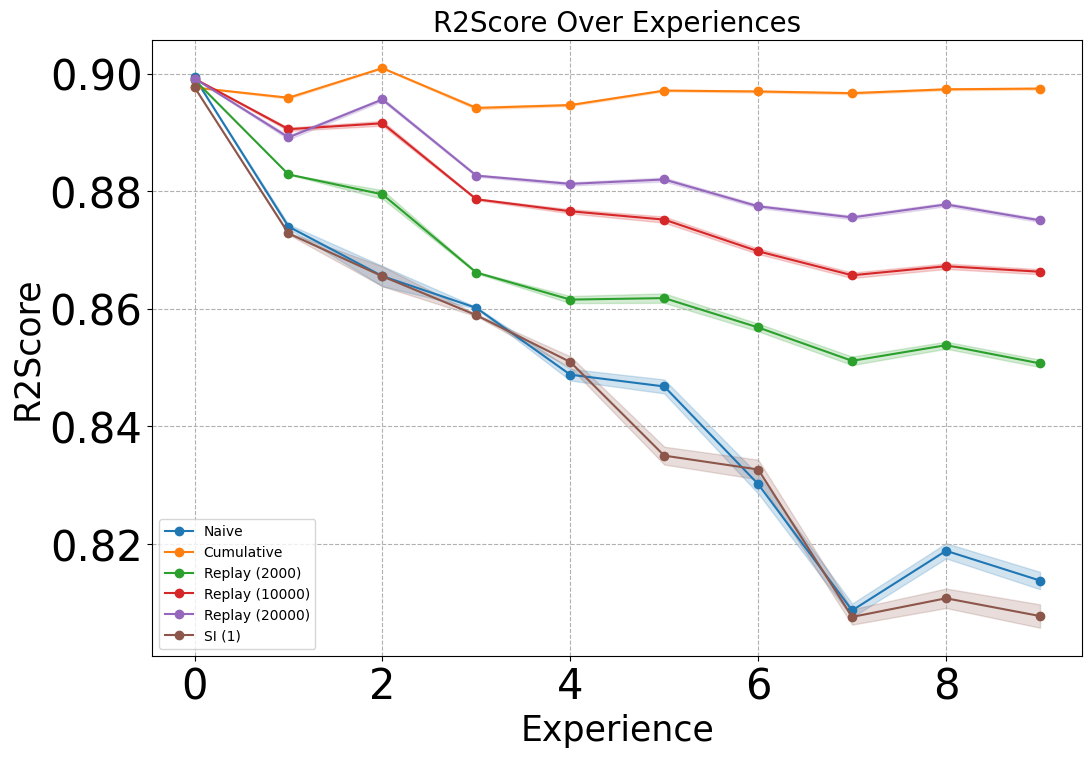 R2Score Over Experiences
R2Score
0.90
0.88
0.86
0.84
0.82
Naive
Cumulative
Replay (2000)
Replay (10000)
Replay (20000)
SI (1)
0 2 4 6 8
Experience